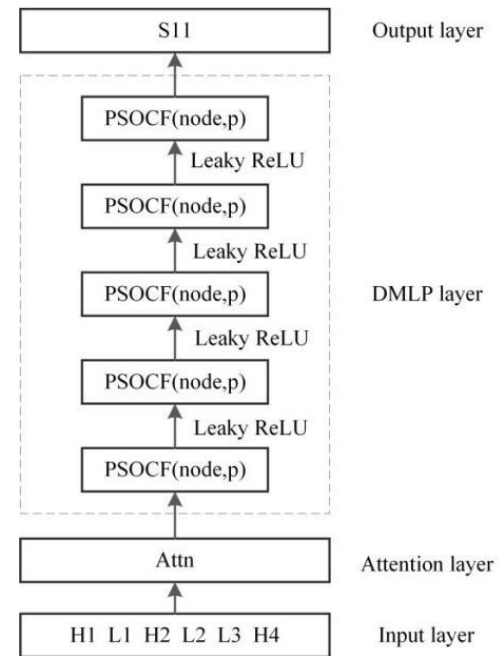 S11 Output layer
PSOCF(node,p)
Leaky ReLU
PSOCF(node,p)
Leaky ReLU
PSOCF(node,p) DMLP layer
Leaky ReLU
PSOCF(node,p)
Leaky ReLU
PSOCF(node,p)
Attn Attention layer
H1 L1 H2 L2 L3 H4 Input layer